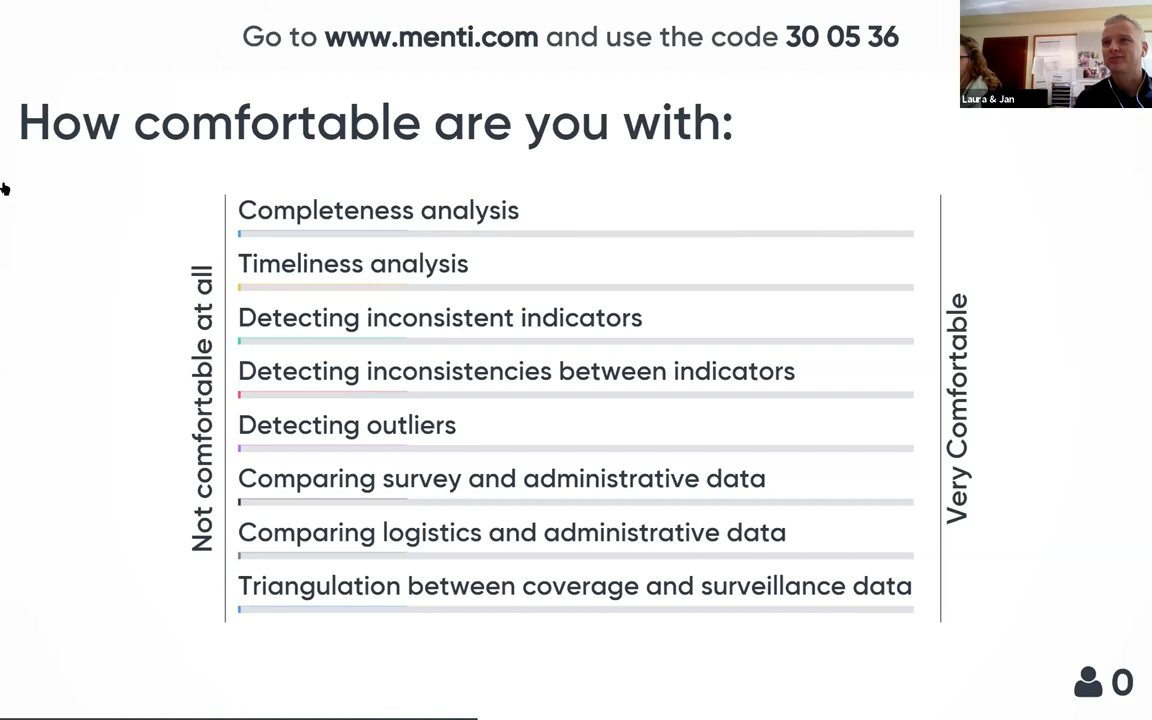 Go to www.menti.com and use the code 30 05 36
Laura & Jan
How comfortable are you with:
Not comfortable at all
Completeness analysis
Timeliness analysis
Detecting inconsistent indicators
Detecting inconsistencies between indicators
Detecting outliers
Comparing survey and administrative data
Comparing logistics and administrative data
Triangulation between coverage and surveillance data
Very Comfortable
0